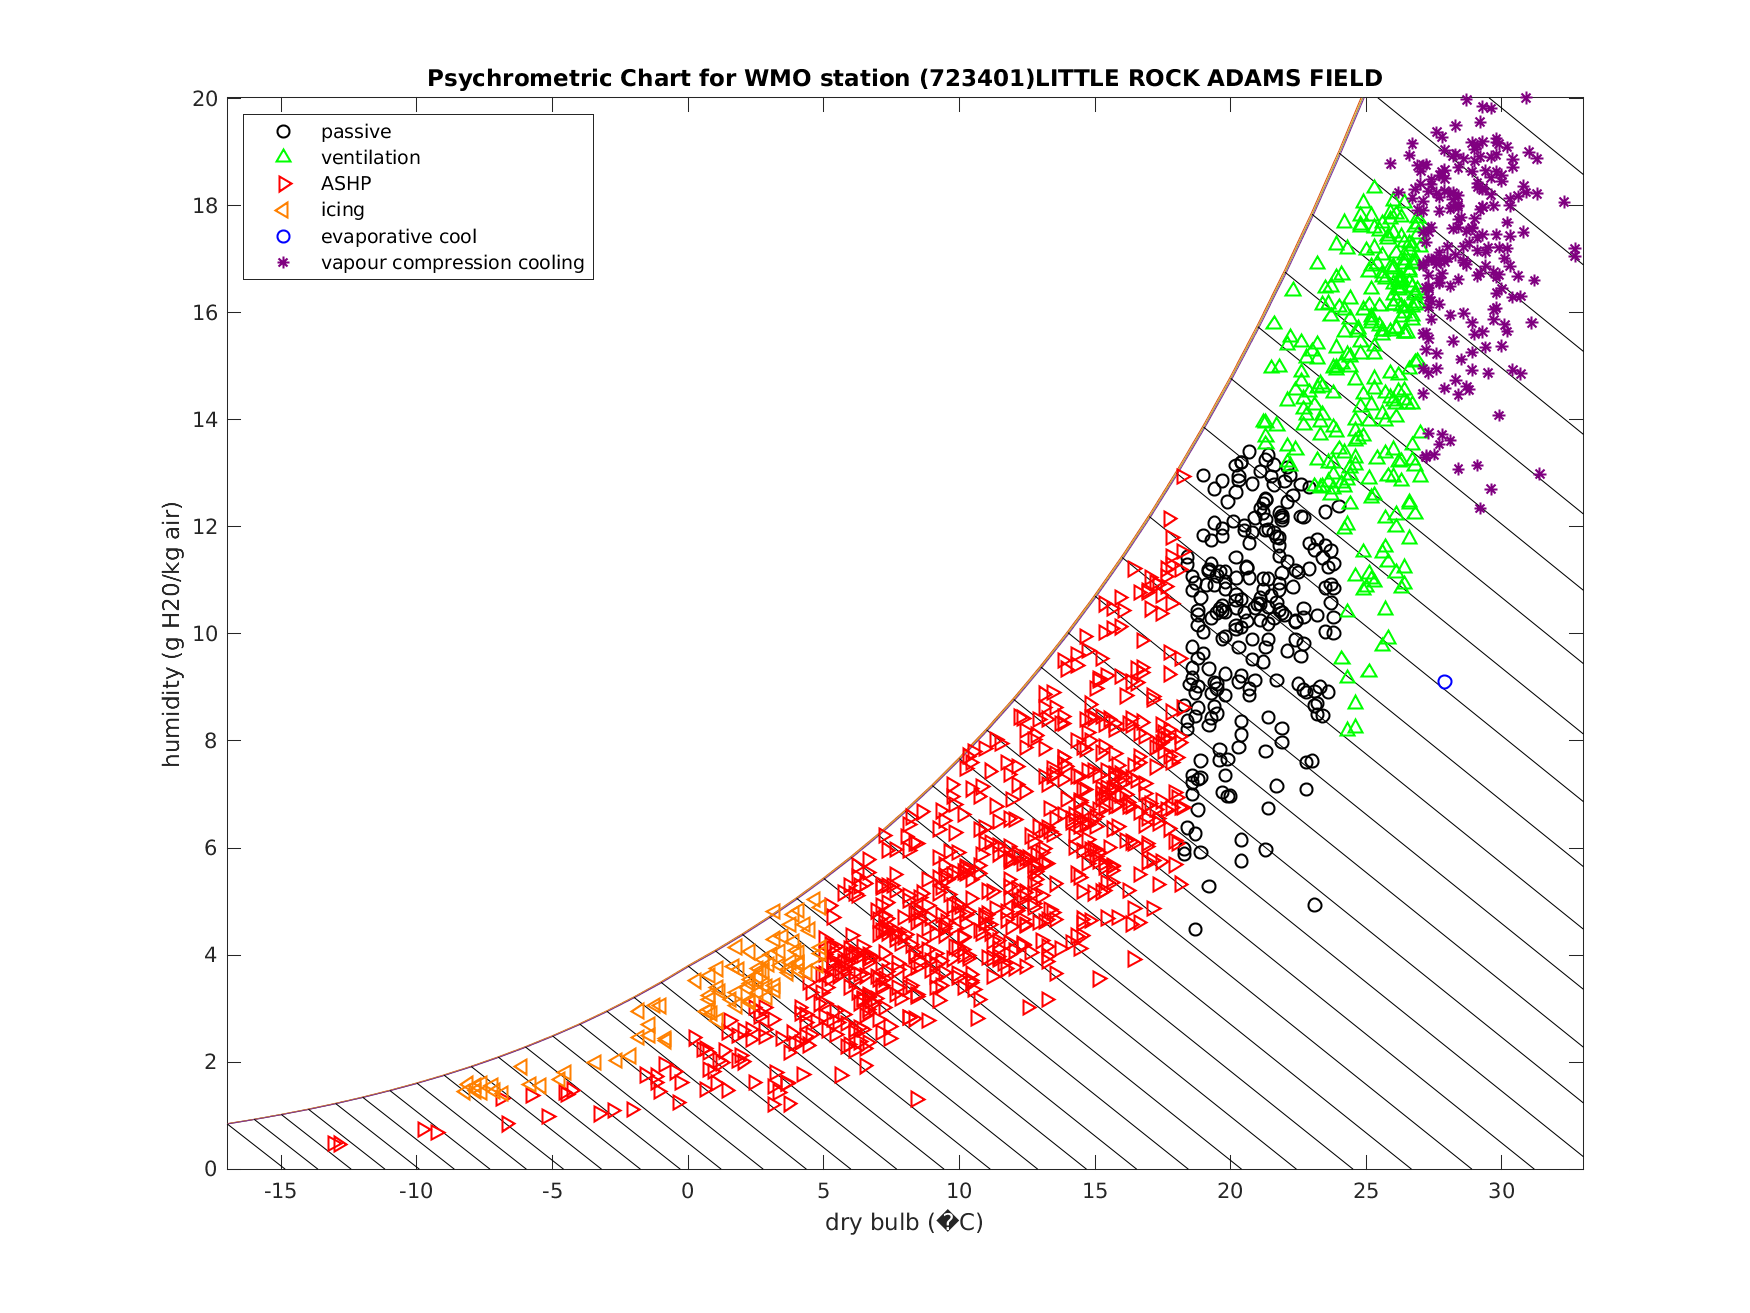 Psychrometric Chart for WMO station (723401)LITTLE ROCK ADAMS FIELD
20
18
16
14
12
10
8
6
4
2
0
humidity (g H20/kg air)
passive
ventilation
ASHP
icing
evaporative cool
vapour compression cooling
-15 -10 -5 0 5 10 15 20 25 30
dry bulb (�C)